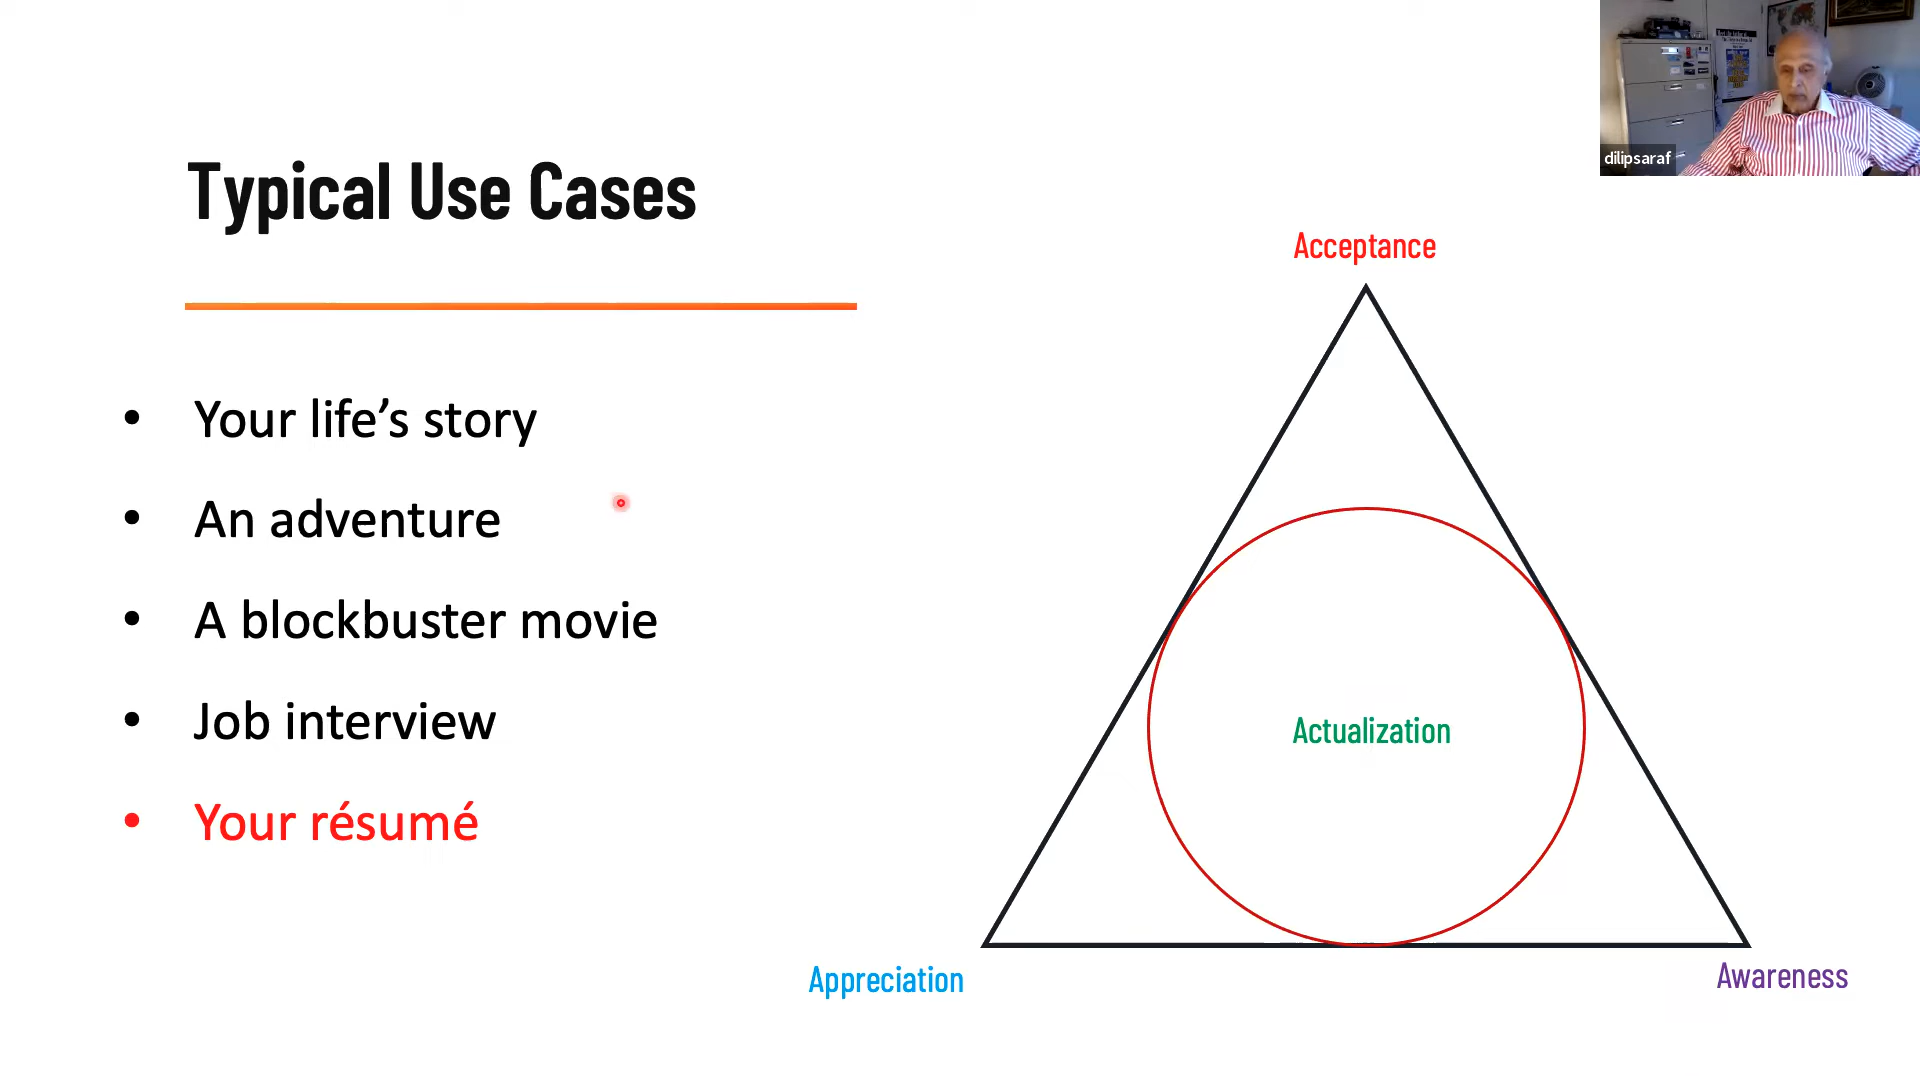 Typical Use Cases
• Your life’s story
• An adventure
• A blockbuster movie
• Job interview
• Your résumé
Acceptance
Actualization
Appreciation
Awareness
dilipsaraf